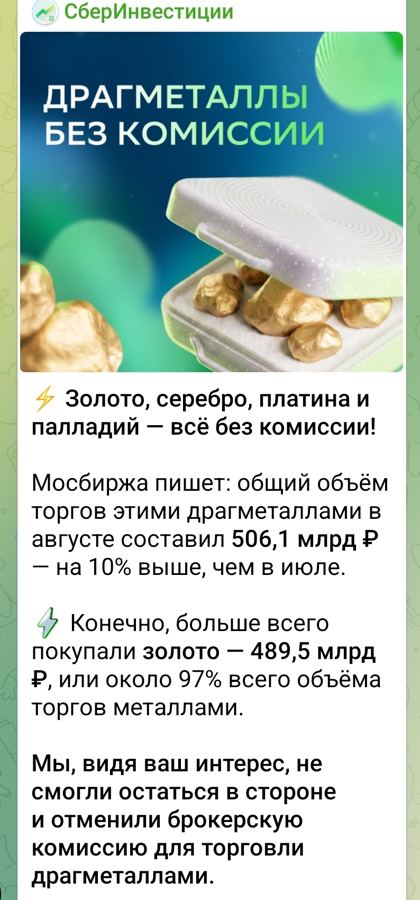 СберИнвестиции
ДРАГМЕТАЛЛЫ
БЕЗ КОМИССИИ
⚡ Золото, серебро, платина и
палладий — всё без комиссии!
Мосбиржа пишет: общий объём
торгов этими драгметаллами в
августе составил 506,1 млрд ₽
— на 10% выше, чем в июле.
⚡ Конечно, больше всего
покупали золото — 489,5 млрд
₽, или около 97% всего объёма
торгов металлами.
Мы, видя ваш интерес, не
смогли остаться в стороне
и отменили брокерскую
комиссию для торговли
драгметаллами.